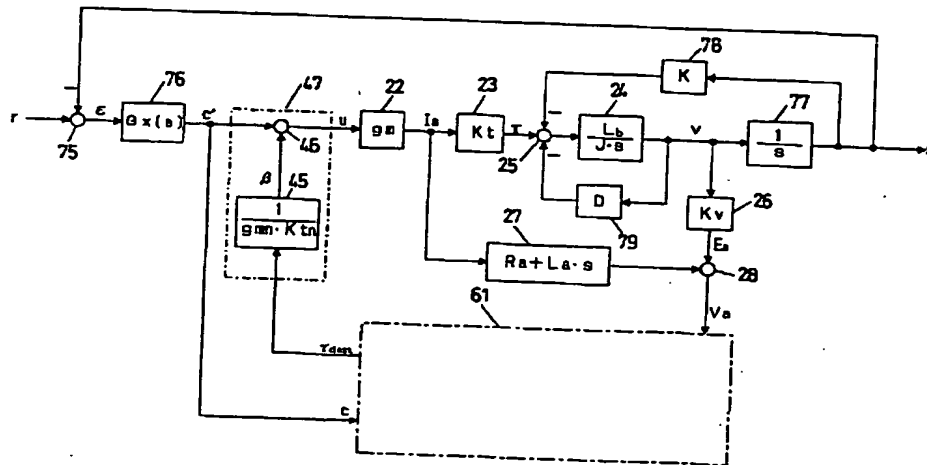 78
76
K
47
22
23
24
77
r
ε
Gx(s)
c'
u
gm
Ia
Kt
τ
Lb
J·s
v
1
s
75
46
25
β
45
1
gmn·Ktn
D
79
Kv
26
27
Ea
Ra+La·s
28
61
Va
c